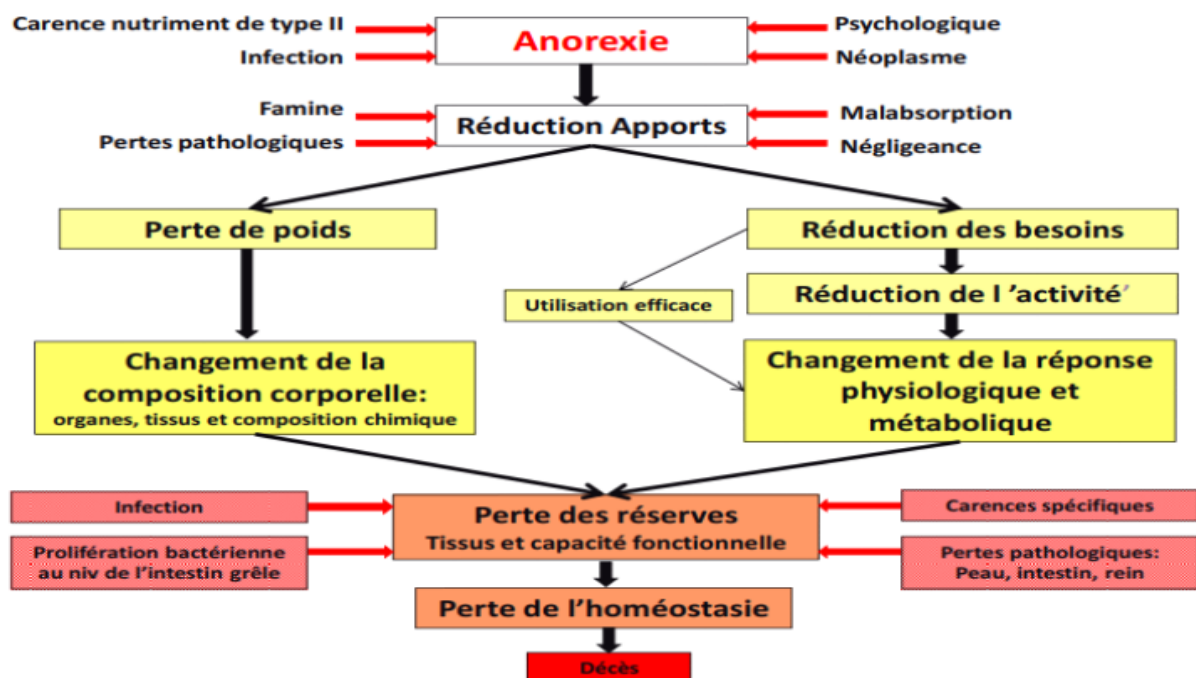 Carence nutriment de type II
Infection
Anorexie
Psychologique
Néoplasme
Famine
Pertes pathologiques
Réduction Apports
Malabsorption
Négligeance
Perte de poids
Réduction des besoins
Utilisation efficace
Réduction de l ’activité’
Changement de la
composition corporelle:
organes, tissus et composition chimique
Changement de la réponse
physiologique et
métabolique
Infection
Prolifération bactérienne
au niv de l’intestin grêle
Perte des réserves
Tissus et capacité fonctionnelle
Carences spécifiques
Pertes pathologiques:
Peau, intestin, rein
Perte de l’homéostasie
Décès